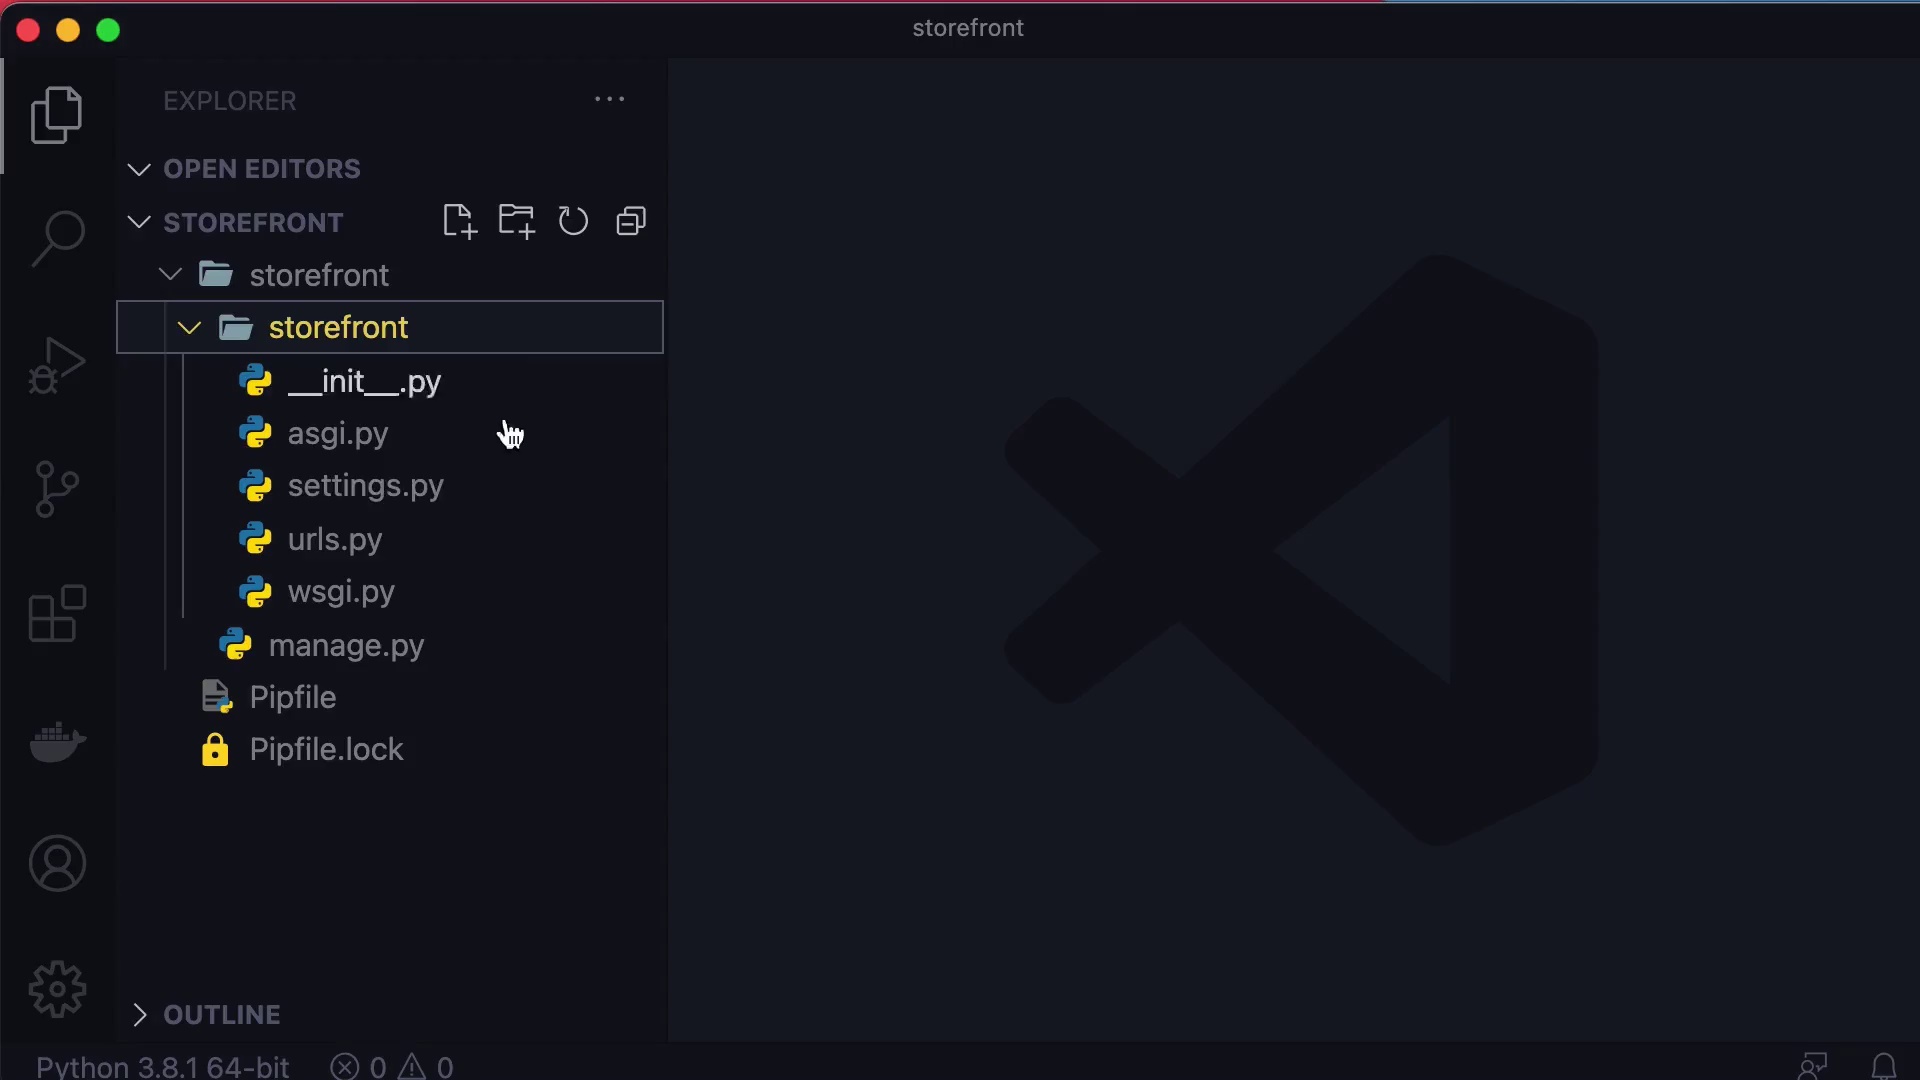 storefront
EXPLORER
OPEN EDITORS
STOREFRONT
storefront
storefront
__init__.py
asgi.py
settings.py
urls.py
wsgi.py
manage.py
Pipfile
Pipfile.lock
OUTLINE
Python 3.8.1 64-bit 0 0